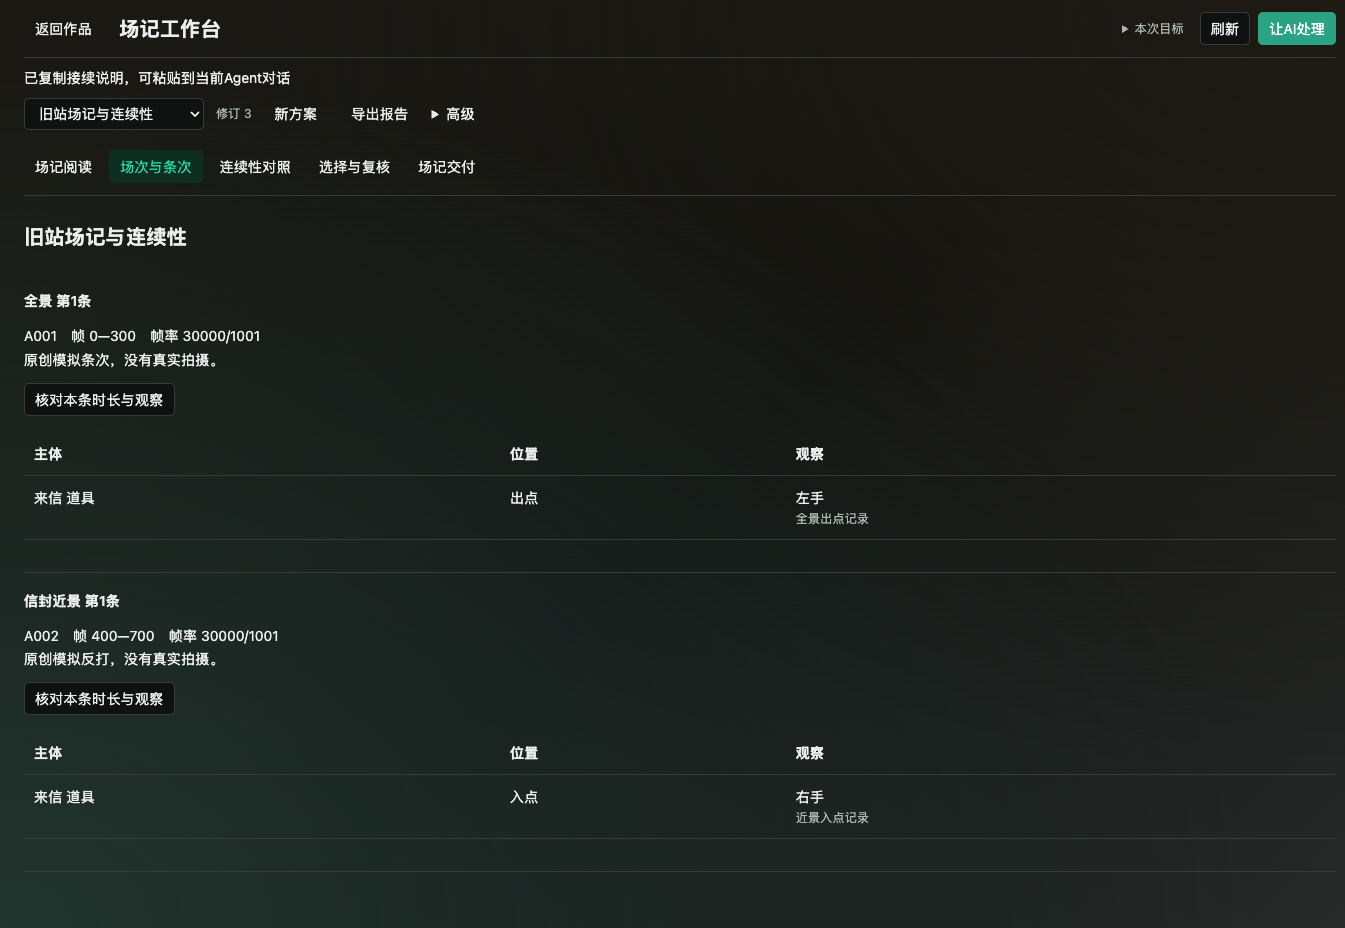 返回作品 场记工作台 ▶ 本次目标 刷新 让AI处理
已复制接续说明，可粘贴到当前Agent对话
旧站场记与连续性 修订 3 新方案 导出报告 ▶ 高级
场记阅读 场次与条次 连续性对照 选择与复核 场记交付
旧站场记与连续性
全景 第1条
A001 帧 0—300 帧率 30000/1001
原创模拟条次，没有真实拍摄。
核对本条时长与观察
主体 位置 观察
来信 道具 出点 左手
全景出点记录
信封近景 第1条
A002 帧 400—700 帧率 30000/1001
原创模拟反打，没有真实拍摄。
核对本条时长与观察
主体 位置 观察
来信 道具 入点 右手
近景入点记录